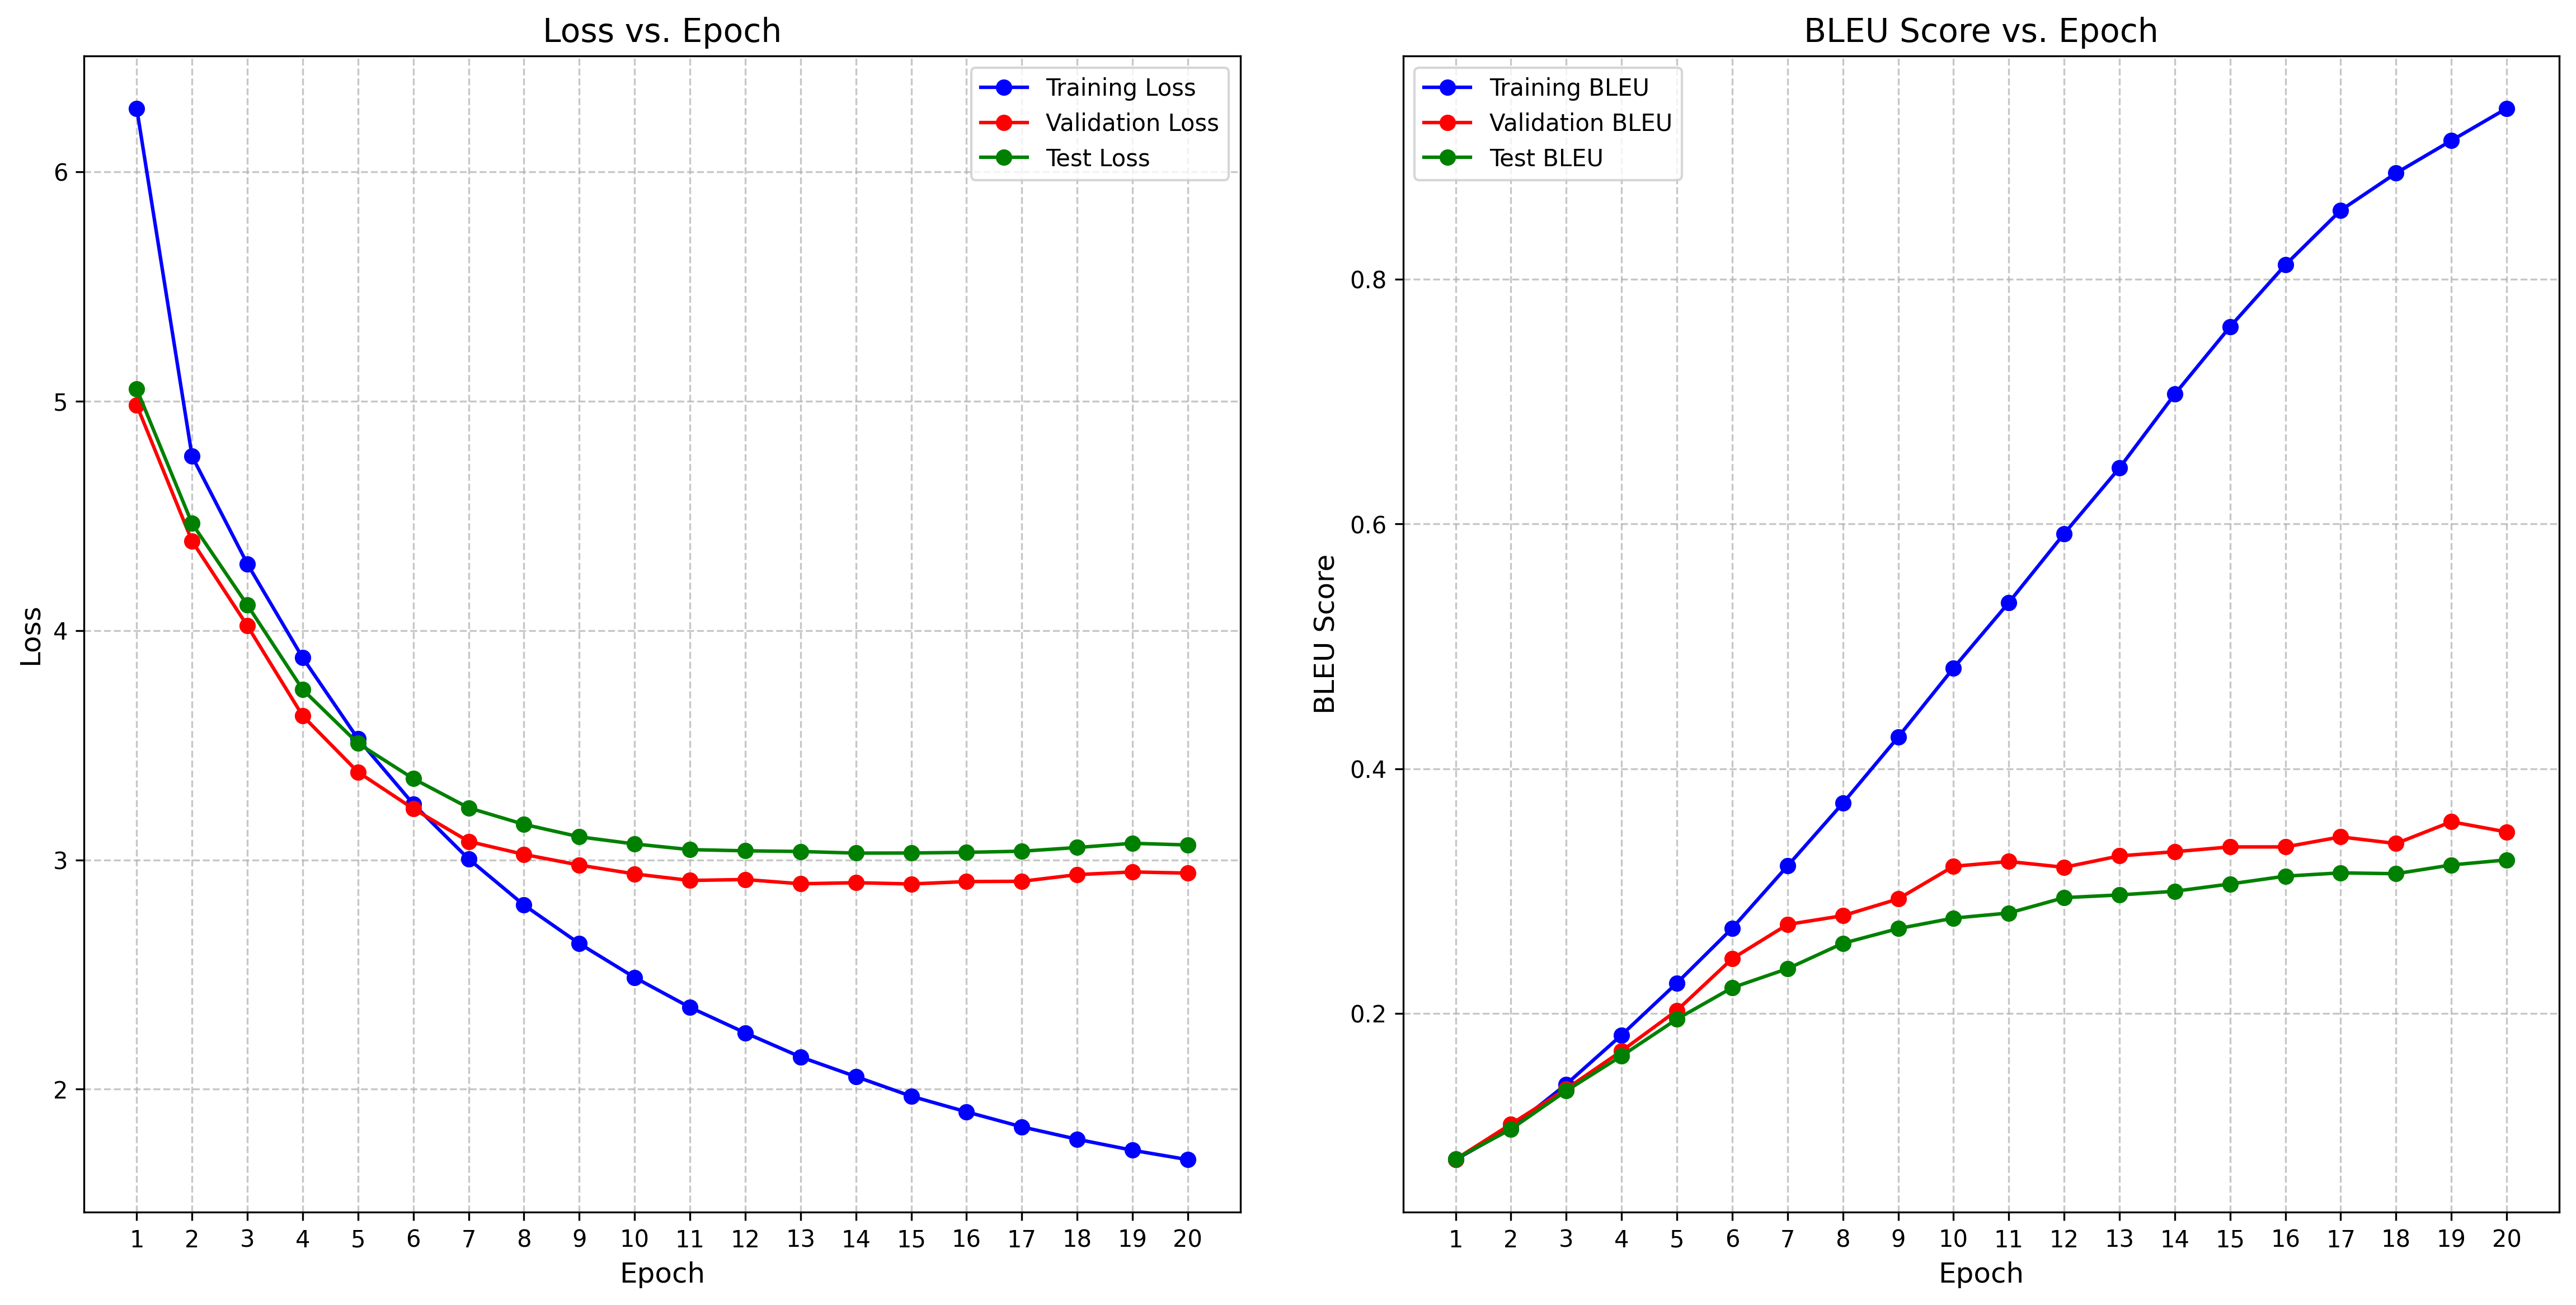 Loss vs. Epoch
Training Loss
Validation Loss
Test Loss
6
5
4
3
2
Loss
1 2 3 4 5 6 7 8 9 10 11 12 13 14 15 16 17 18 19 20
Epoch
BLEU Score vs. Epoch
Training BLEU
Validation BLEU
Test BLEU
0.8
0.6
0.4
0.2
BLEU Score
1 2 3 4 5 6 7 8 9 10 11 12 13 14 15 16 17 18 19 20
Epoch